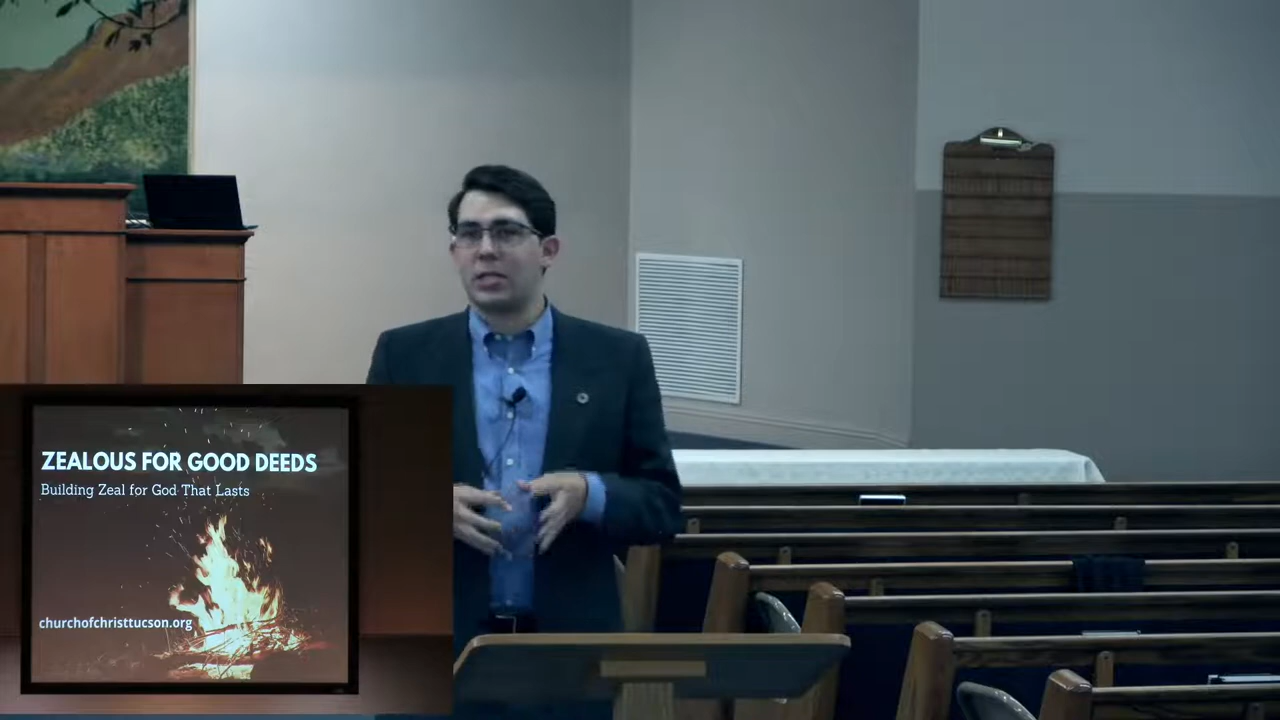 ZEALOUS FOR GOOD DEEDS
Building Zeal for God That Lasts
churchofchristtucson.org